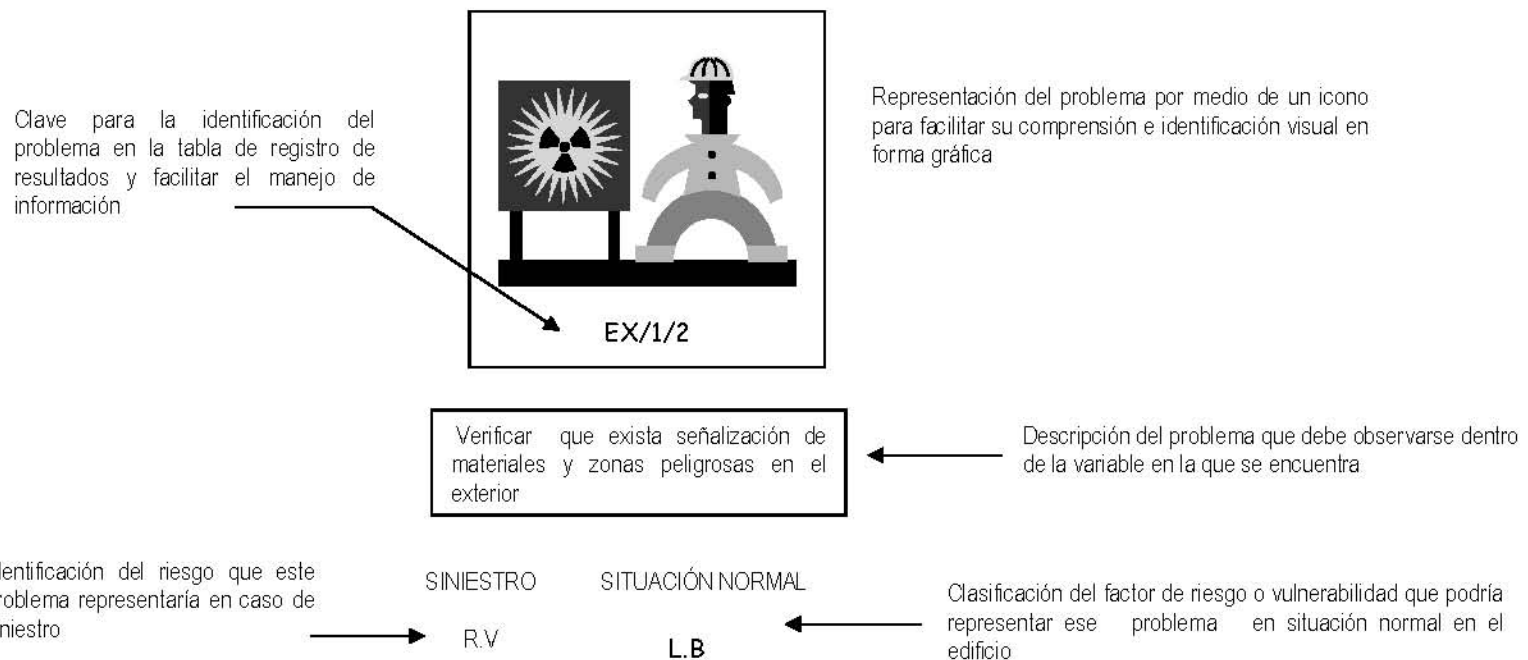 Clave para la identificación del
problema en la tabla de registro de
resultados y facilitar el manejo de
información
Representación del problema por medio de un icono
para facilitar su comprensión e identificación visual en
forma gráfica
EX/1/2
Verificar que exista señalización de
materiales y zonas peligrosas en el
exterior
Descripción del problema que debe observarse dentro
de la variable en la que se encuentra
dentificación del riesgo que este
roblema representaría en caso de
niestro
SINIESTRO SITUACIÓN NORMAL
R.V L.B
Clasificación del factor de riesgo o vulnerabilidad que podría
representar ese problema en situación normal en el
edificio